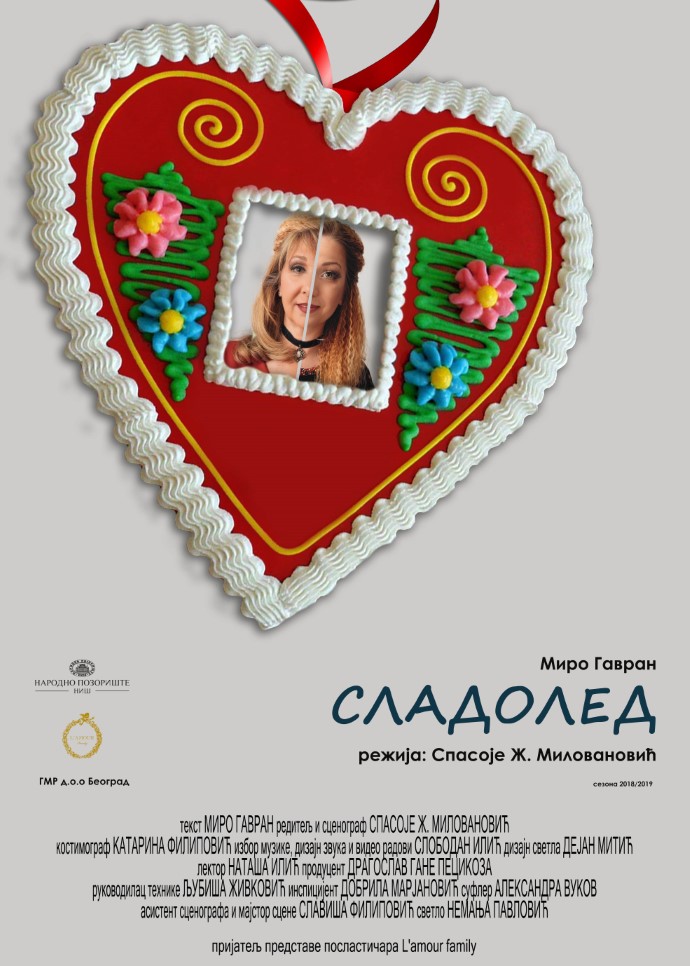 Миро Гавран
СЛАДОЛЕД
режија: Спасоје Ж. Миловановић
сезона 2018/2019
НАРОДНО ПОЗОРИШТЕ
НИШ
ГМР д.о.о Београд
текст МИРО ГАВРАН редитељ и сценограф СПАСОЈЕ Ж. МИЛОВАНОВИЋ
костимограф КАТАРИНА ФИЛИПОВИЋ избор музике, дизајн звука и видео радови СЛОБОДАН ИЛИЋ дизајн светла ДЕЈАН МИТИЋ
лектор НАТАША ИЛИЋ продуцент ДРАГОСЛАВ ГАНЕ ПЕЦИКОЗА
руководилац технике ЉУБИША ЖИВКОВИЋ инспицијент ДОБРИЛА МАРЈАНОВИЋ суфлер АЛЕКСАНДРА ВУКОВ
асистент сценографа и мајстор сцене СЛАВИША ФИЛИПОВИЋ светло НЕМАЊА ПАВЛОВИЋ
пријатељ представе посластичара L'amour family